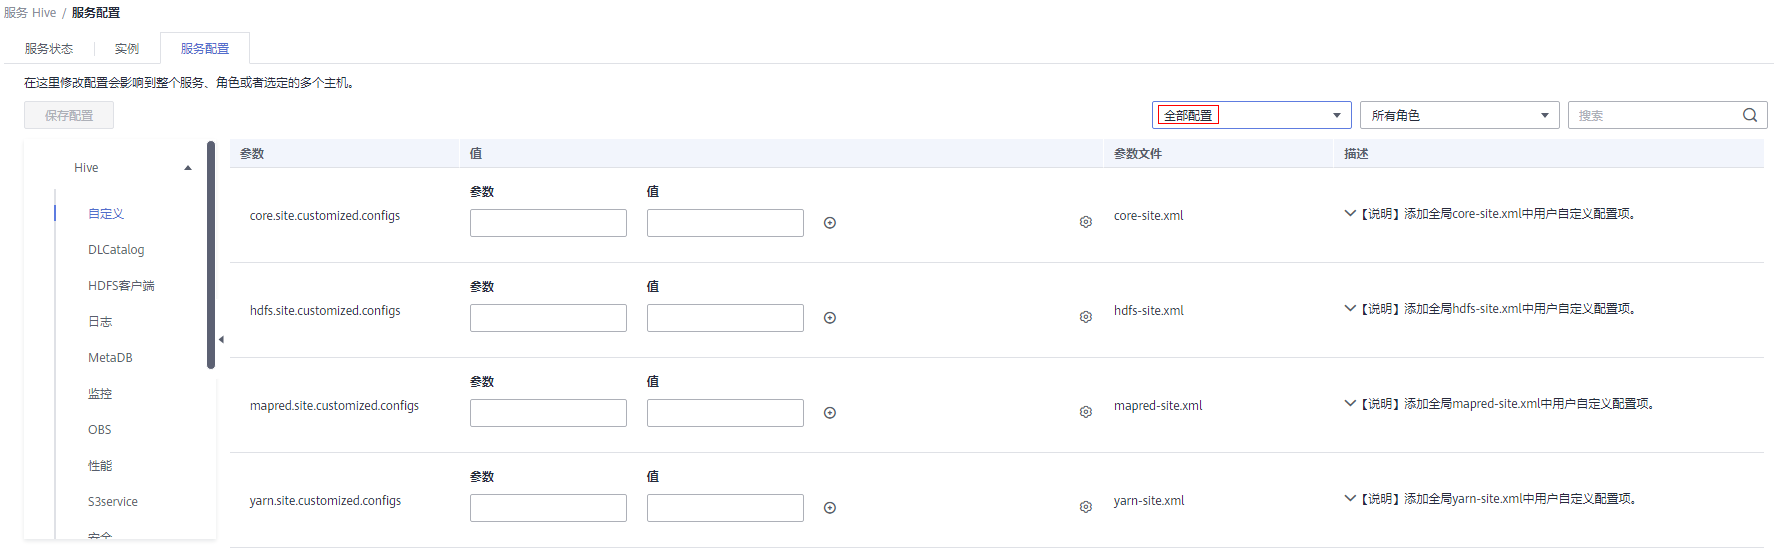 服务 Hive / 服务配置
服务状态 实例 服务配置
在这里修改配置会影响到整个服务、角色或者选定的多个主机。
保存配置 全部配置 所有角色 搜索
Hive
自定义
DLCatalog
HDFS客户端
日志
MetaDB
监控
OBS
性能
S3service
安全
参数 值 参数文件 描述
参数 值
core.site.customized.configs core-site.xml 【说明】添加全局core-site.xml中用户自定义配置项。
参数 值
hdfs.site.customized.configs hdfs-site.xml 【说明】添加全局hdfs-site.xml中用户自定义配置项。
参数 值
mapred.site.customized.configs mapred-site.xml 【说明】添加全局mapred-site.xml中用户自定义配置项。
参数 值
yarn.site.customized.configs yarn-site.xml 【说明】添加全局yarn-site.xml中用户自定义配置项。